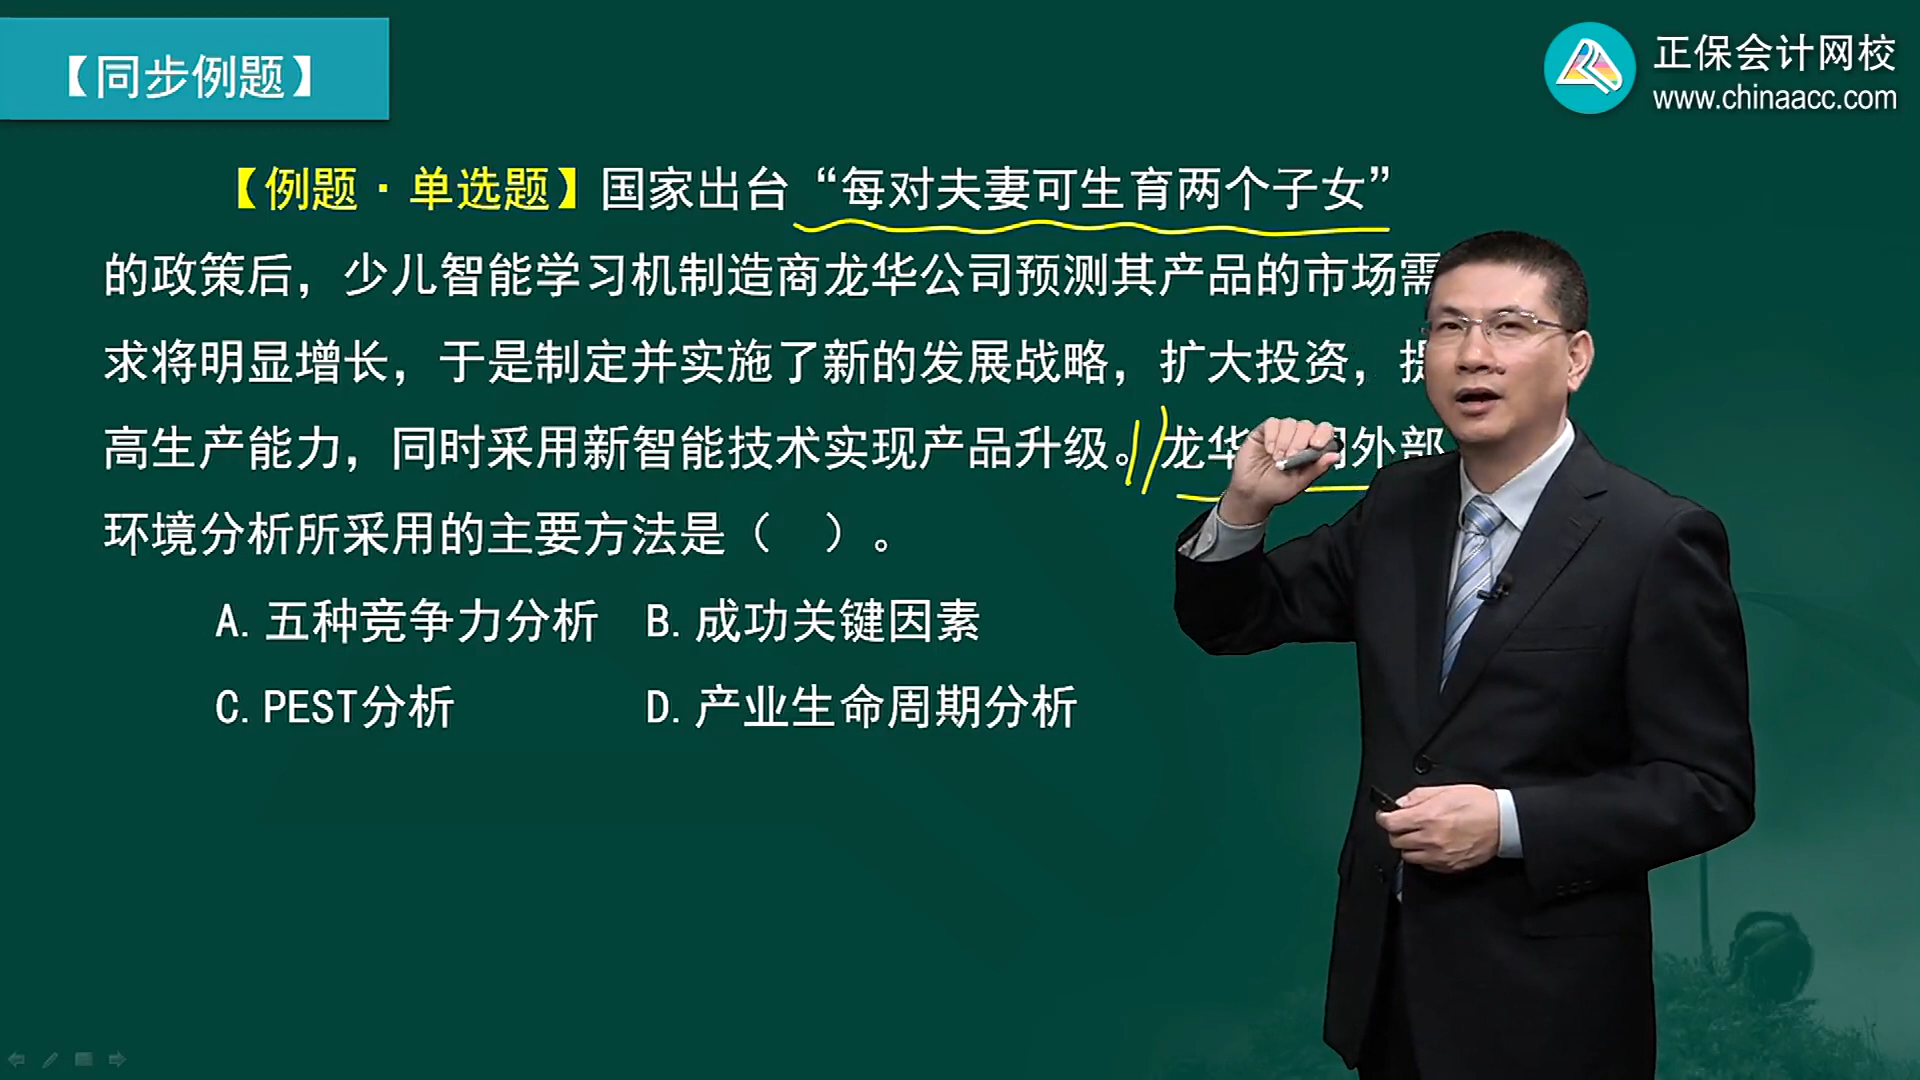 【同步例题】
正保会计网校
www.chinaacc.com
【例题·单选题】国家出台“每对夫妻可生育两个子女”
的政策后，少儿智能学习机制造商龙华公司预测其产品的市场需
求将明显增长，于是制定并实施了新的发展战略，扩大投资，提
高生产能力，同时采用新智能技术实现产品升级。龙华 外部
环境分析所采用的主要方法是（ ）。
A.五种竞争力分析 B.成功关键因素
C.PEST分析 D.产业生命周期分析